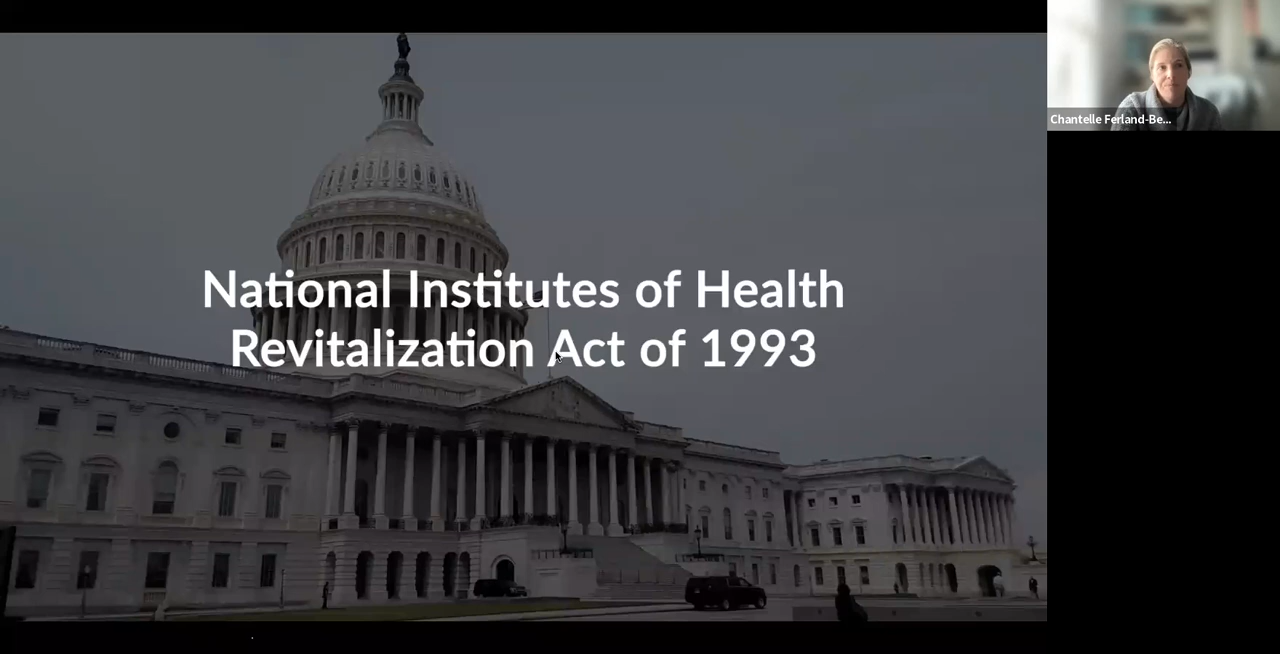 National Institutes of Health
Revitalization Act of 1993
Chantelle Ferland-Be...